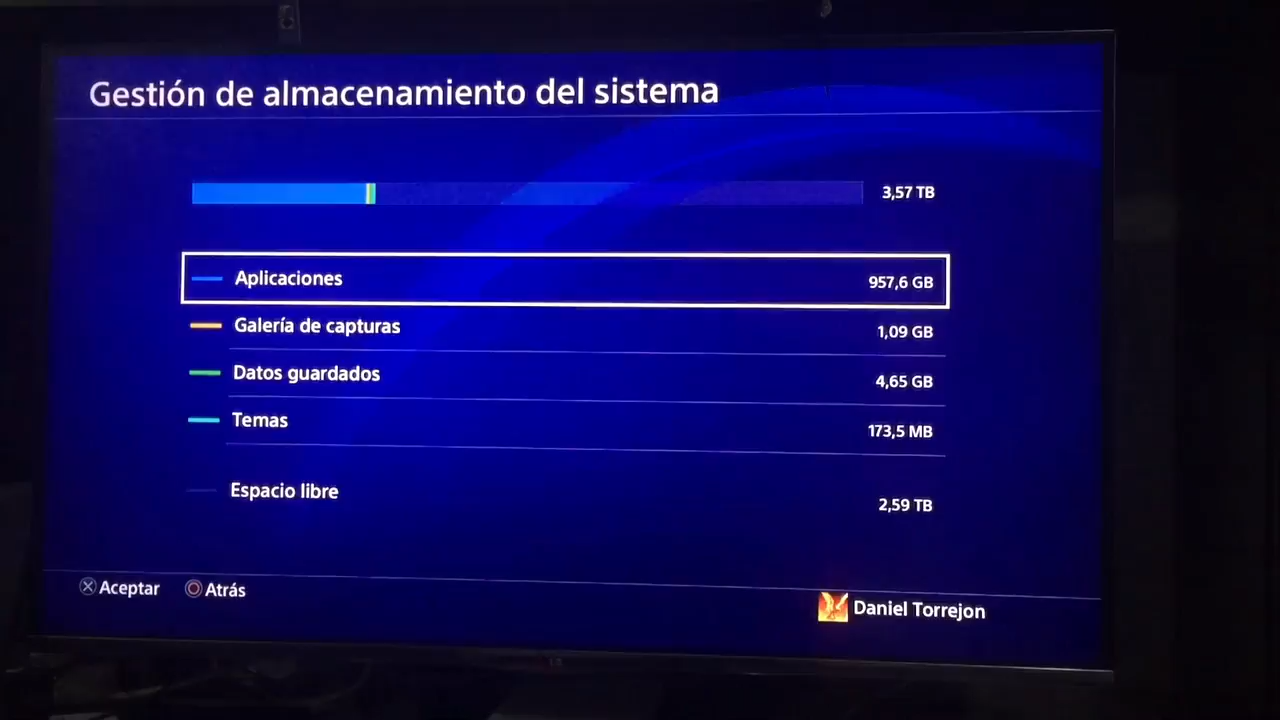 Gestión de almacenamiento del sistema
3,57 TB
Aplicaciones 957,6 GB
Galería de capturas 1,09 GB
Datos guardados 4,65 GB
Temas 173,5 MB
Espacio libre 2,59 TB
Aceptar Atrás
Daniel Torrejon